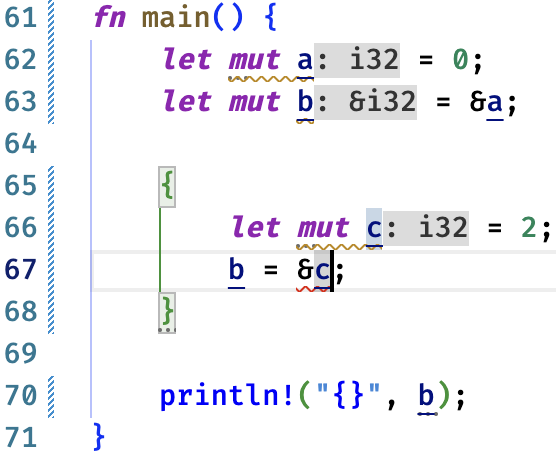 61 fn main() {
62     let mut a: i32 = 0;
63     let mut b: &i32 = &a;
64
65     {
66         let mut c: i32 = 2;
67         b = &c;
68     }
69
70     println!("{}", b);
71 }